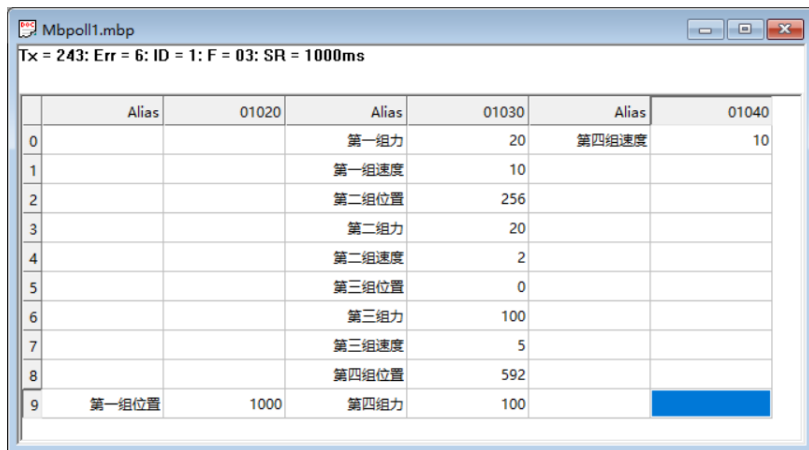 Mbpoll1.mbp
Tx = 243: Err = 6: ID = 1: F = 03: SR = 1000ms
Alias 01020 Alias 01030 Alias 01040
0 第一组力 20 第四组速度 10
1 第一组速度 10
2 第二组位置 256
3 第二组力 20
4 第二组速度 2
5 第三组位置 0
6 第三组力 100
7 第三组速度 5
8 第四组位置 592
9 第一组位置 1000 第四组力 100